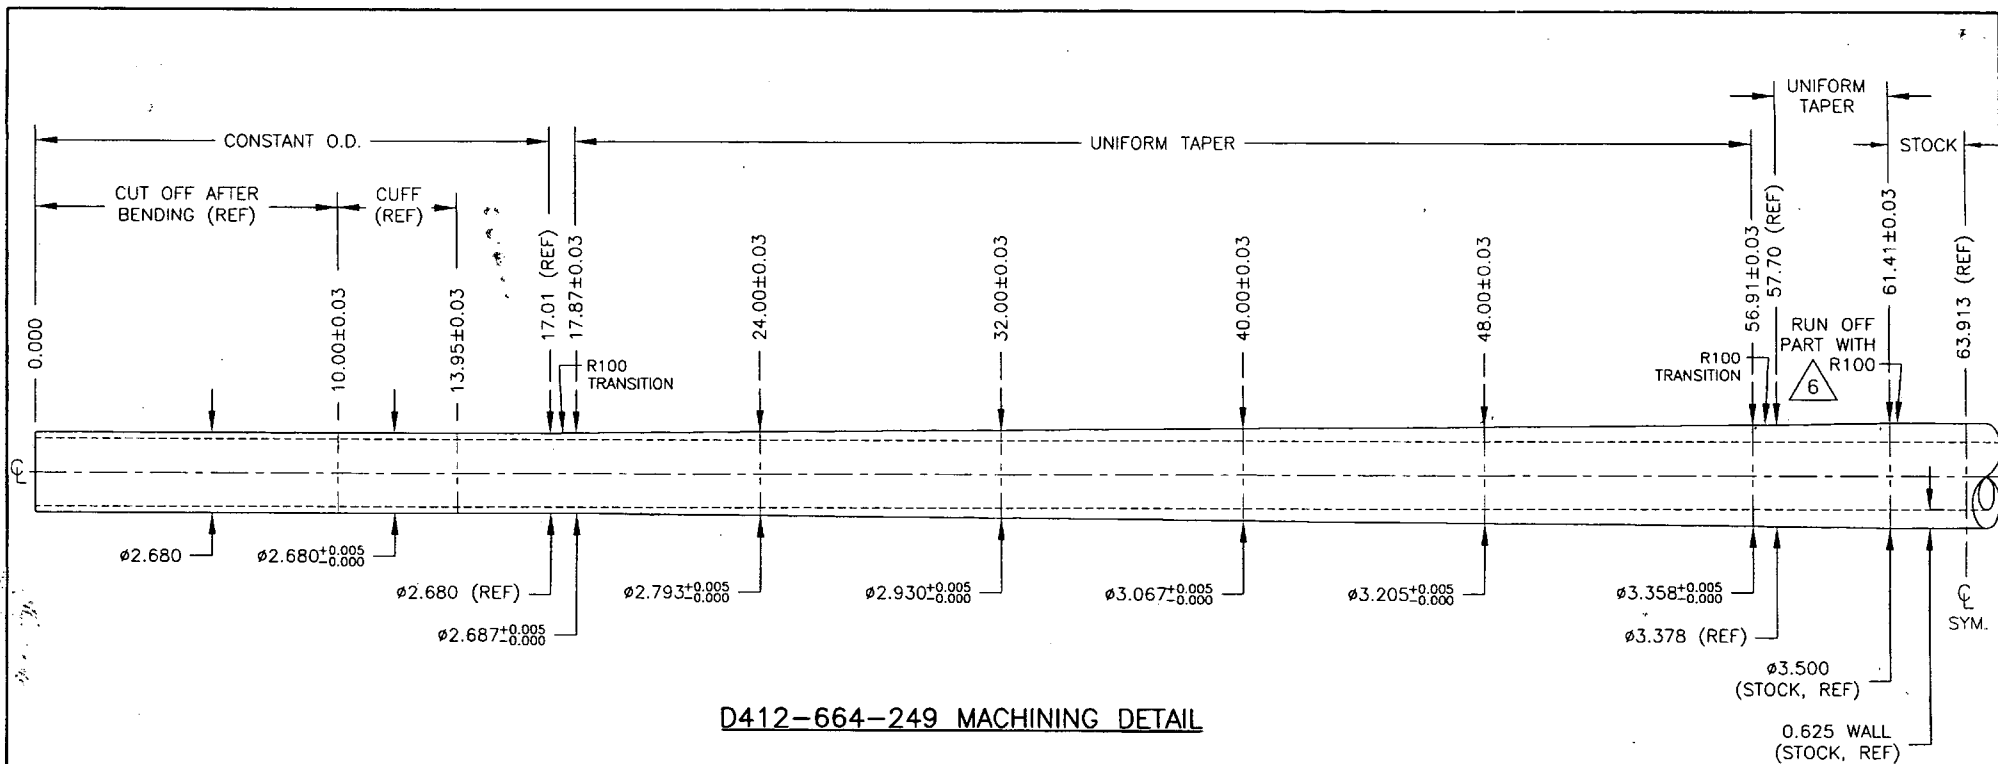 UNIFORM
TAPER
CONSTANT O.D.
UNIFORM TAPER
STOCK
CUT OFF AFTER
BENDING (REF)
CUFF
(REF)
0.000
10.00±0.03
13.95±0.03
17.01 (REF)
17.87±0.03
24.00±0.03
32.00±0.03
40.00±0.03
48.00±0.03
56.91±0.03
57.70 (REF)
61.41±0.03
63.913 (REF)
R100
TRANSITION
R100
TRANSITION
RUN OFF
PART WITH
R100
6
℄
ø2.680
ø2.680+0.005 -0.000
ø2.680 (REF)
ø2.687+0.005 -0.000
ø2.793+0.005 -0.000
ø2.930+0.005 -0.000
ø3.067+0.005 -0.000
ø3.205+0.005 -0.000
ø3.358+0.005 -0.000
ø3.378 (REF)
ø3.500
(STOCK, REF)
0.625 WALL
(STOCK, REF)
℄
SYM.
D412-664-249 MACHINING DETAIL